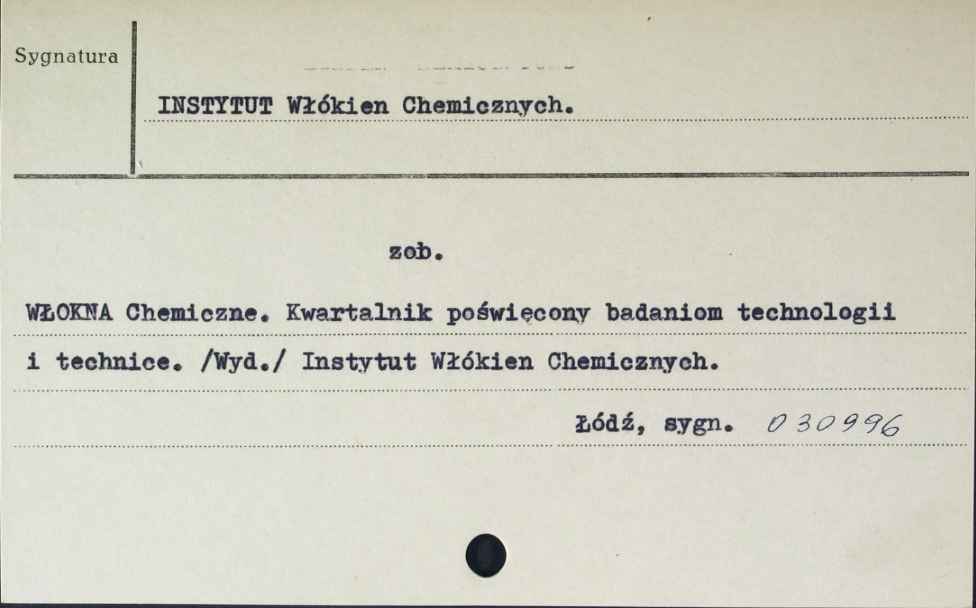 Sygnatura
INSTYTUT Włókien Chemicznych.
zob.
WŁOKNA Chemiczne. Kwartalnik poświęcony badaniom technologii
i technice. /Wyd./ Instytut Włókien Chemicznych.
Łódź, sygn. 030996